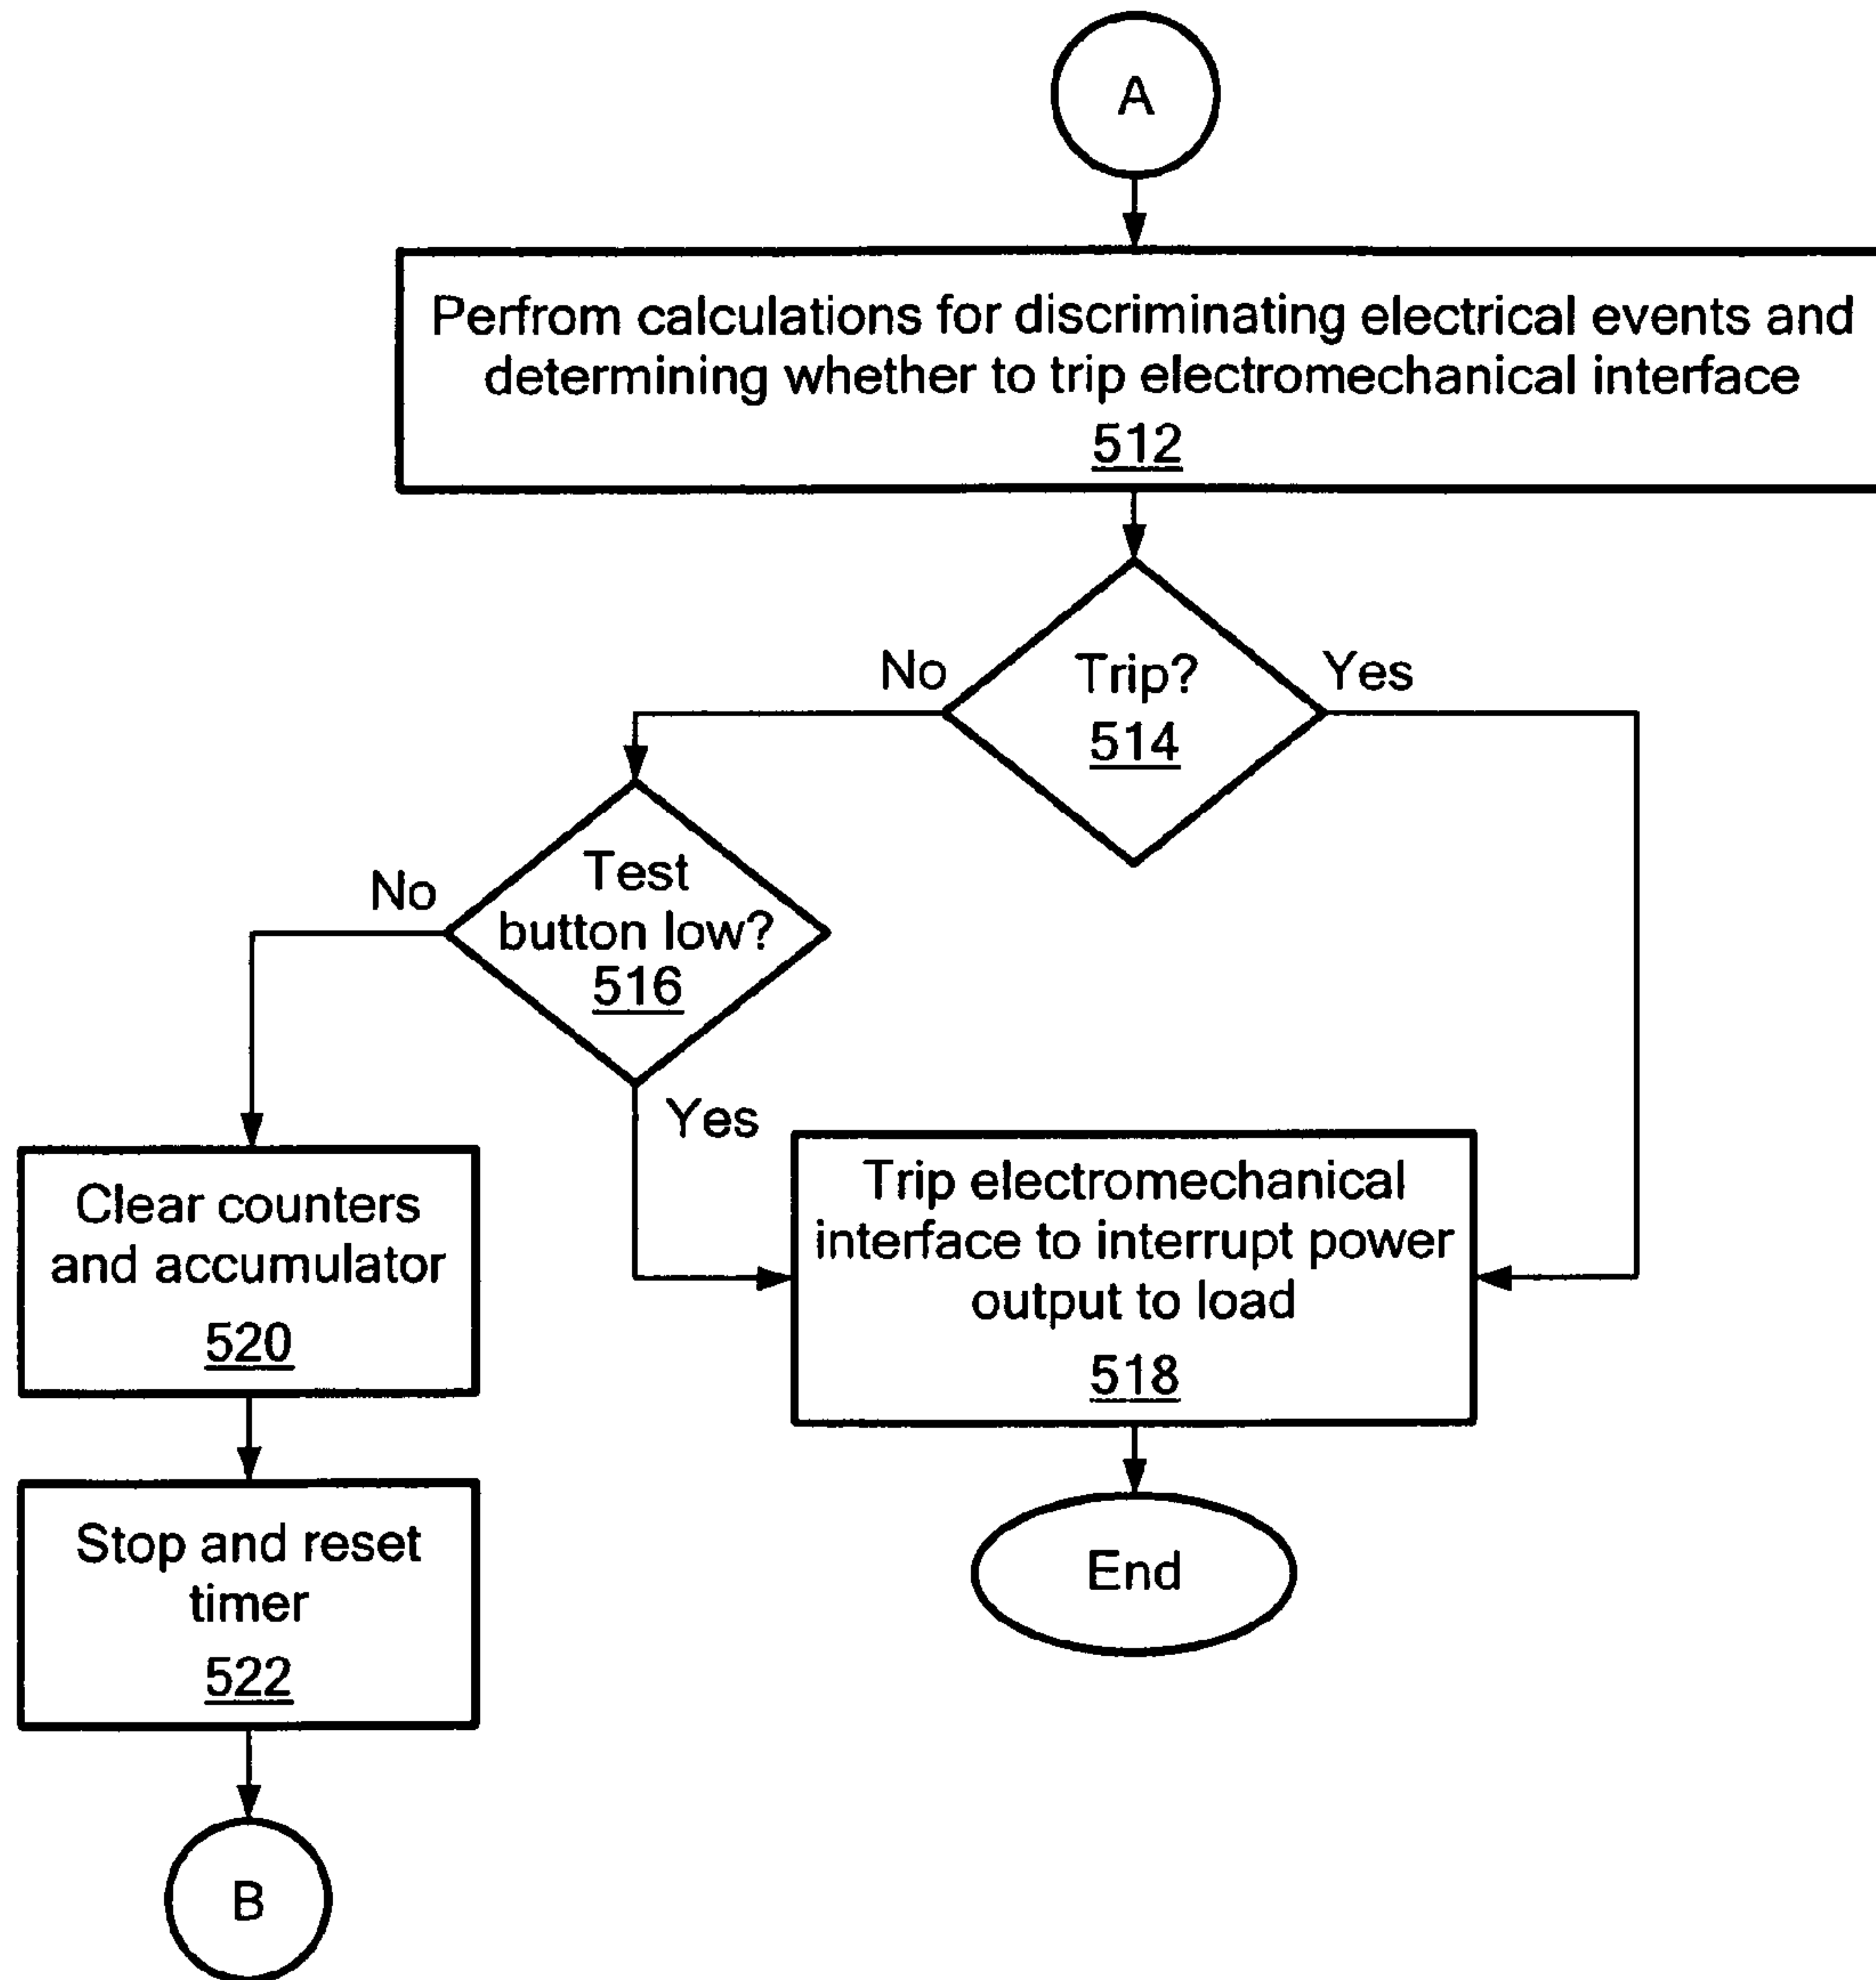 A
Perfrom calculations for discriminating electrical events and
determining whether to trip electromechanical interface
512
No
Trip?
514
Yes
No
Test
button low?
516
Yes
Clear counters
and accumulator
520
Trip electromechanical
interface to interrupt power
output to load
518
Stop and reset
timer
522
End
B